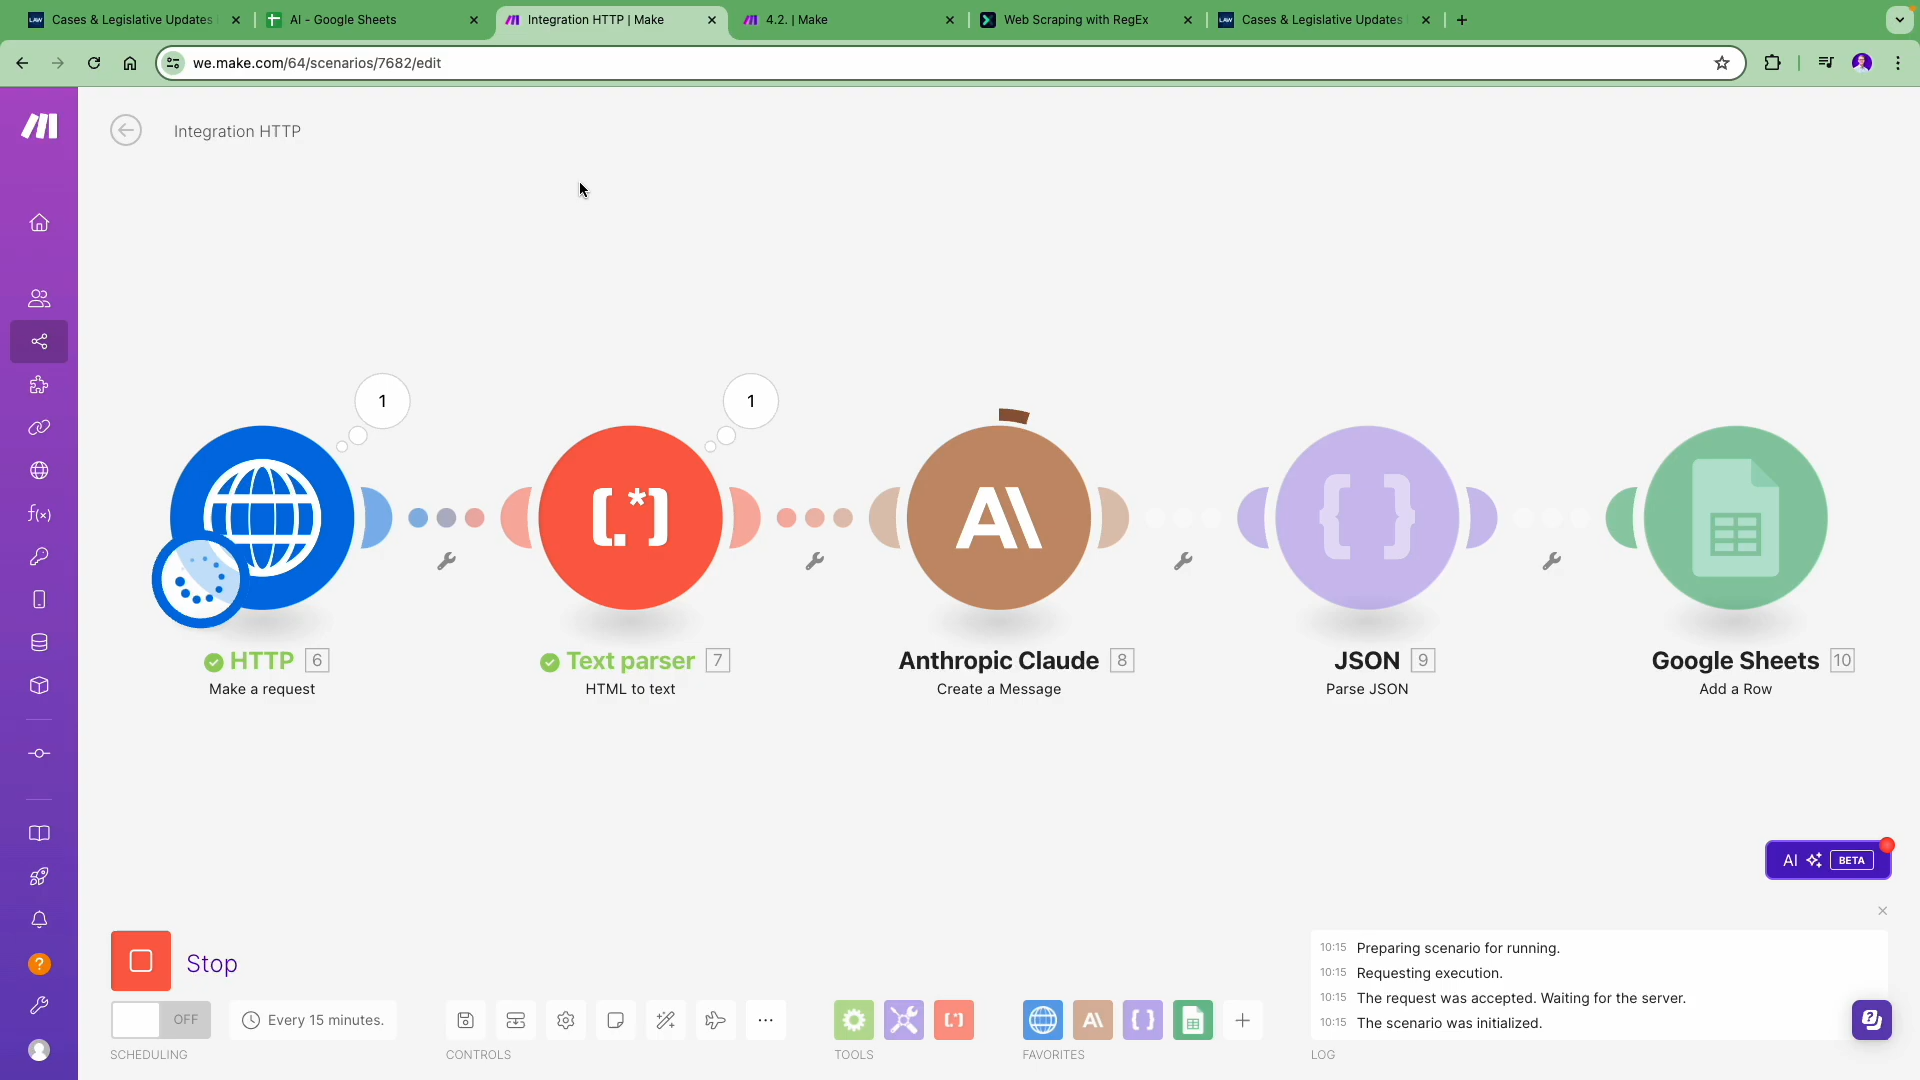 LAW Cases & Legislative Updates
AI - Google Sheets
Integration HTTP | Make
4.2. | Make
Web Scraping with RegEx
LAW Cases & Legislative Updates
we.make.com/64/scenarios/7682/edit
Integration HTTP
1
1
[.*]
A\
{ }
HTTP 6
Make a request
Text parser 7
HTML to text
Anthropic Claude 8
Create a Message
JSON 9
Parse JSON
Google Sheets 10
Add a Row
f(x)
AI BETA
Stop
10:15 Preparing scenario for running.
10:15 Requesting execution.
10:15 The request was accepted. Waiting for the server.
10:15 The scenario was initialized.
OFF
Every 15 minutes.
SCHEDULING
CONTROLS
TOOLS
FAVORITES
LOG